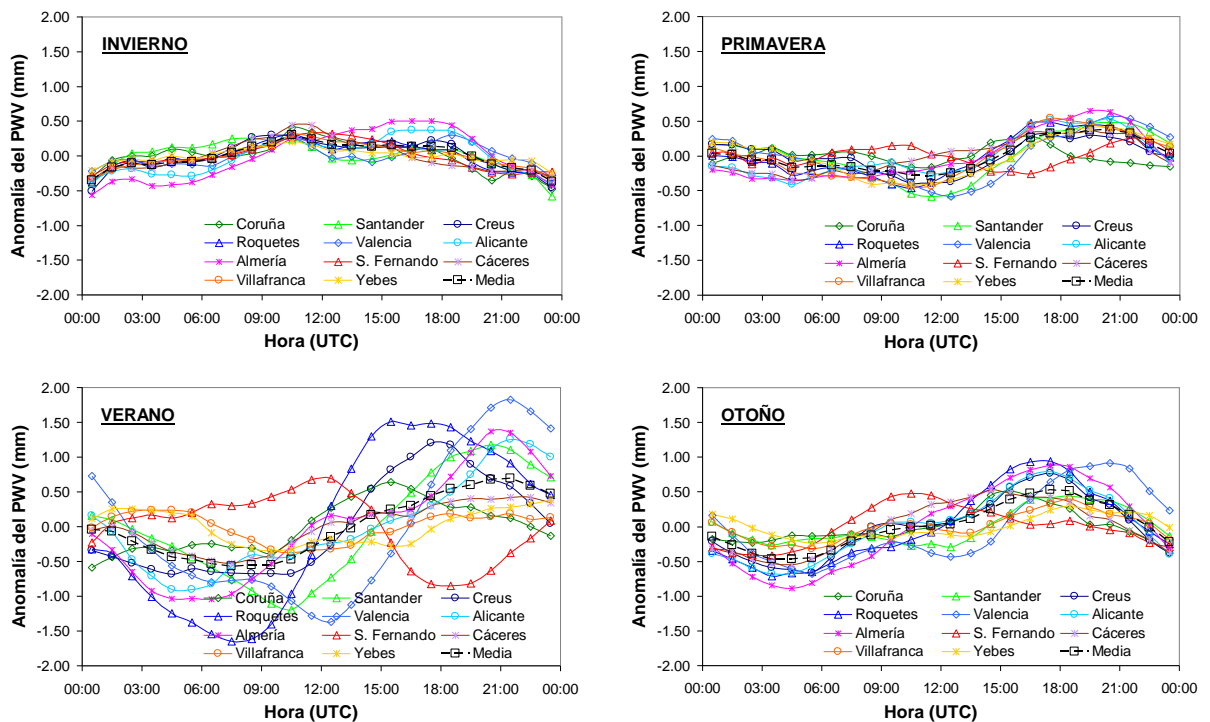 INVIERNO
Anomalía del PWV (mm)
2.00
1.50
1.00
0.50
0.00
-0.50
-1.00
-1.50
-2.00
Coruña Santander Creus
Roquetes Valencia Alicante
Almería S. Fernando Cáceres
Villafranca Yebes Media
00:00 03:00 06:00 09:00 12:00 15:00 18:00 21:00 00:00
Hora (UTC)
PRIMAVERA
Anomalía del PWV (mm)
2.00
1.50
1.00
0.50
0.00
-0.50
-1.00
-1.50
-2.00
Coruña Santander Creus
Roquetes Valencia Alicante
Almería S. Fernando Cáceres
Villafranca Yebes Media
00:00 03:00 06:00 09:00 12:00 15:00 18:00 21:00 00:00
Hora (UTC)
VERANO
Anomalía del PWV (mm)
2.00
1.50
1.00
0.50
0.00
-0.50
-1.00
-1.50
-2.00
Coruña Santander Creus
Roquetes Valencia Alicante
Almería S. Fernando Cáceres
Villafranca Yebes Media
00:00 03:00 06:00 09:00 12:00 15:00 18:00 21:00 00:00
Hora (UTC)
OTOÑO
Anomalía del PWV (mm)
2.00
1.50
1.00
0.50
0.00
-0.50
-1.00
-1.50
-2.00
Coruña Santander Creus
Roquetes Valencia Alicante
Almería S. Fernando Cáceres
Villafranca Yebes Media
00:00 03:00 06:00 09:00 12:00 15:00 18:00 21:00 00:00
Hora (UTC)